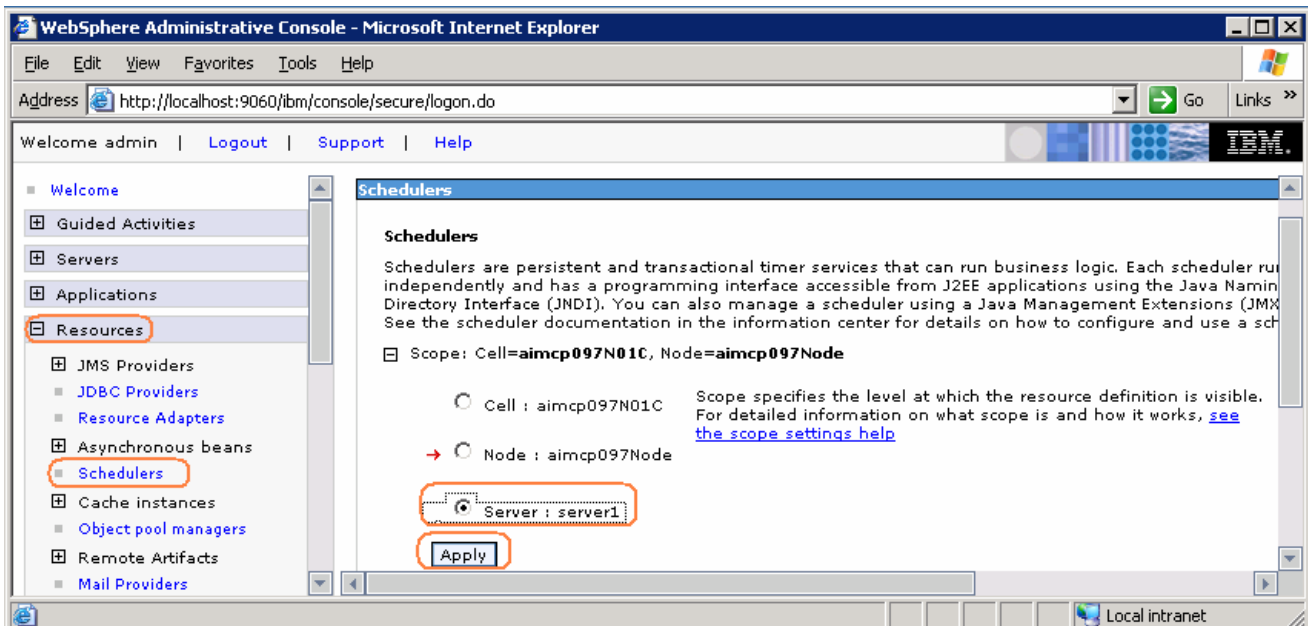 WebSphere Administrative Console - Microsoft Internet Explorer
File Edit View Favorites Tools Help
Address http://localhost:9060/ibm/console/secure/logon.do Go Links »
Welcome admin | Logout | Support | Help IBM.
Welcome
Guided Activities
Servers
Applications
Resources
JMS Providers
JDBC Providers
Resource Adapters
Asynchronous beans
Schedulers
Cache instances
Object pool managers
Remote Artifacts
Mail Providers
Schedulers
Schedulers
Schedulers are persistent and transactional timer services that can run business logic. Each scheduler ru
independently and has a programming interface accessible from J2EE applications using the Java Namin
Directory Interface (JNDI). You can also manage a scheduler using a Java Management Extensions (JMX
See the scheduler documentation in the information center for details on how to configure and use a sch
Scope: Cell=aimcp097N01C, Node=aimcp097Node
Cell : aimcp097N01C
Node : aimcp097Node
Server : server1
Scope specifies the level at which the resource definition is visible.
For detailed information on what scope is and how it works, see
the scope settings help
Apply
Local intranet